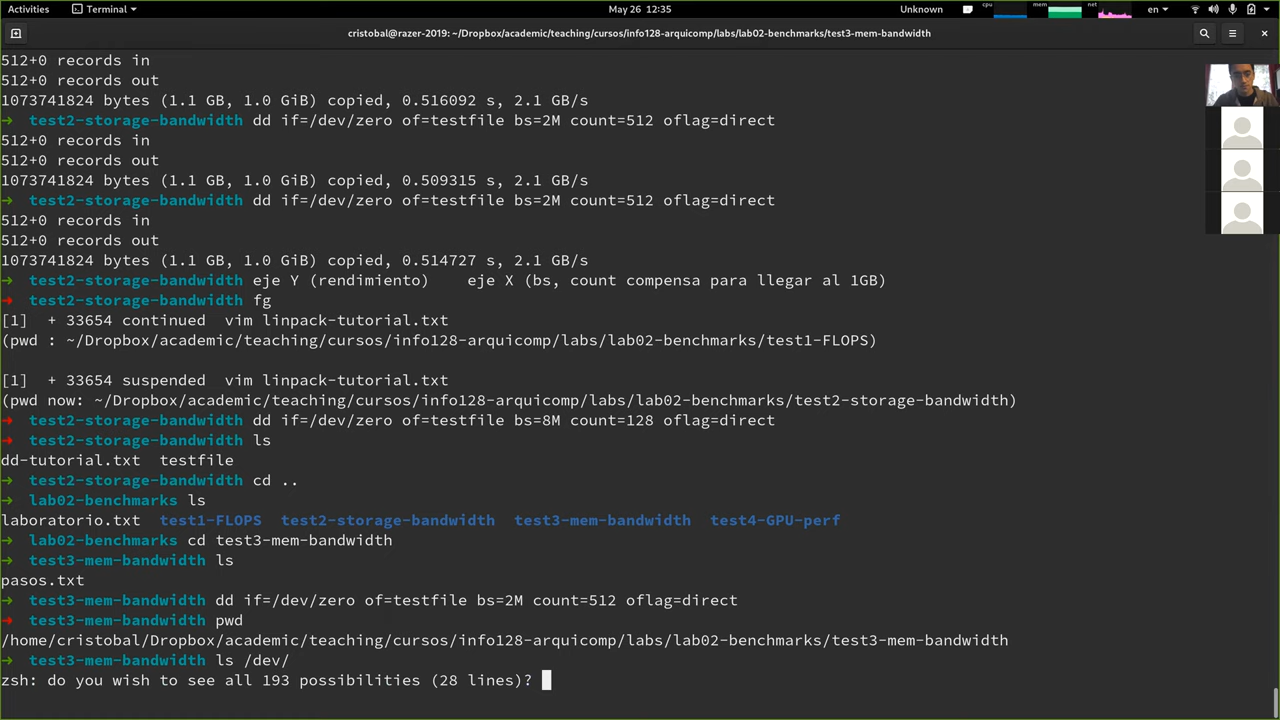 Activities Terminal May 26 12:35 Unknown cpu mem net en
cristobal@razer-2019: ~/Dropbox/academic/teaching/cursos/info128-arquicomp/labs/lab02-benchmarks/test3-mem-bandwidth
512+0 records in
512+0 records out
1073741824 bytes (1.1 GB, 1.0 GiB) copied, 0.516092 s, 2.1 GB/s
→ test2-storage-bandwidth dd if=/dev/zero of=testfile bs=2M count=512 oflag=direct
512+0 records in
512+0 records out
1073741824 bytes (1.1 GB, 1.0 GiB) copied, 0.509315 s, 2.1 GB/s
→ test2-storage-bandwidth dd if=/dev/zero of=testfile bs=2M count=512 oflag=direct
512+0 records in
512+0 records out
1073741824 bytes (1.1 GB, 1.0 GiB) copied, 0.514727 s, 2.1 GB/s
→ test2-storage-bandwidth eje Y (rendimiento) eje X (bs, count compensa para llegar al 1GB)
→ test2-storage-bandwidth fg
[1] + 33654 continued vim linpack-tutorial.txt
(pwd : ~/Dropbox/academic/teaching/cursos/info128-arquicomp/labs/lab02-benchmarks/test1-FLOPS)
[1] + 33654 suspended vim linpack-tutorial.txt
(pwd now: ~/Dropbox/academic/teaching/cursos/info128-arquicomp/labs/lab02-benchmarks/test2-storage-bandwidth)
→ test2-storage-bandwidth dd if=/dev/zero of=testfile bs=8M count=128 oflag=direct
→ test2-storage-bandwidth ls
dd-tutorial.txt testfile
→ test2-storage-bandwidth cd ..
→ lab02-benchmarks ls
laboratorio.txt test1-FLOPS test2-storage-bandwidth test3-mem-bandwidth test4-GPU-perf
→ lab02-benchmarks cd test3-mem-bandwidth
→ test3-mem-bandwidth ls
pasos.txt
→ test3-mem-bandwidth dd if=/dev/zero of=testfile bs=2M count=512 oflag=direct
→ test3-mem-bandwidth pwd
/home/cristobal/Dropbox/academic/teaching/cursos/info128-arquicomp/labs/lab02-benchmarks/test3-mem-bandwidth
→ test3-mem-bandwidth ls /dev/
zsh: do you wish to see all 193 possibilities (28 lines)?